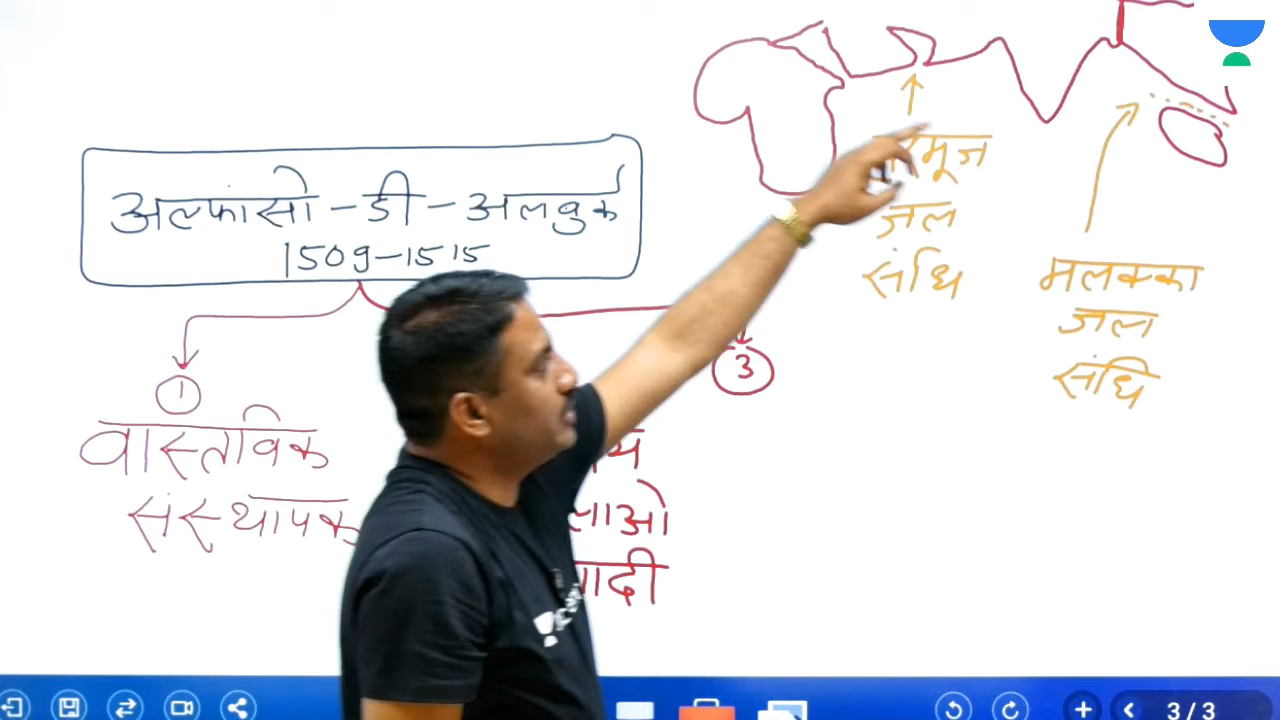 अल्फांसो-डी-अलबुर्क
1509-1515
जल
संधि
मलक्का
जल
संधि
1
3
वास्तविक
संस्थापक
3 / 3